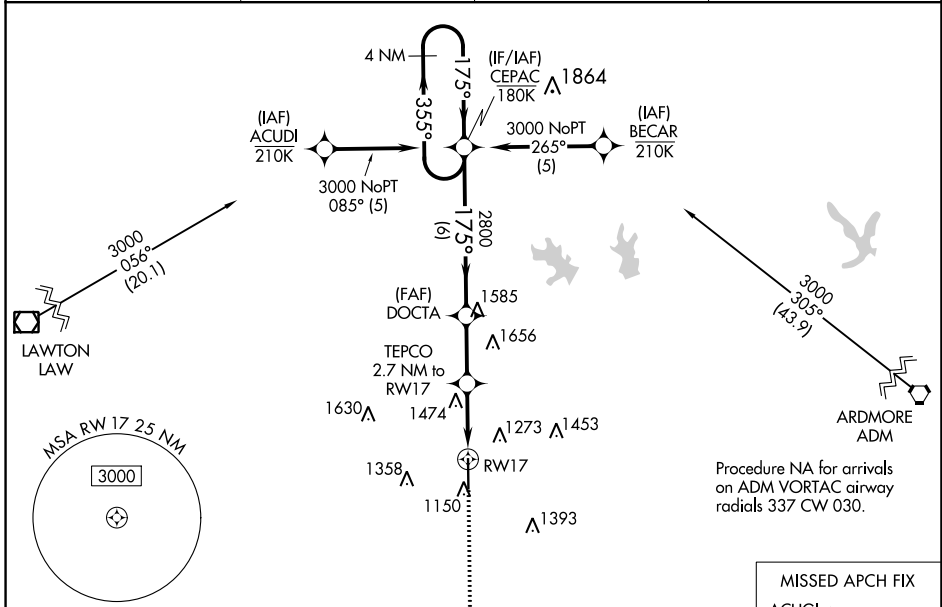 4 NM
(IF/IAF)
CEPAC
180K
1864
175°
355°
(IAF)
ACUDI
210K
3000 NoPT
085° (5)
3000 NoPT
265°
(5)
(IAF)
BECAR
210K
2800
175°
(6)
3000
056°
(20.1)
LAWTON
LAW
3000
305°
(43.9)
ARDMORE
ADM
(FAF)
DOCTA
1585
1656
TEPCO
2.7 NM to
RW17
1630
1474
1273
1453
RW17
1358
1150
1393
MSA RW 17 25 NM
3000
Procedure NA for arrivals
on ADM VORTAC airway
radials 337 CW 030.
MISSED APCH FIX